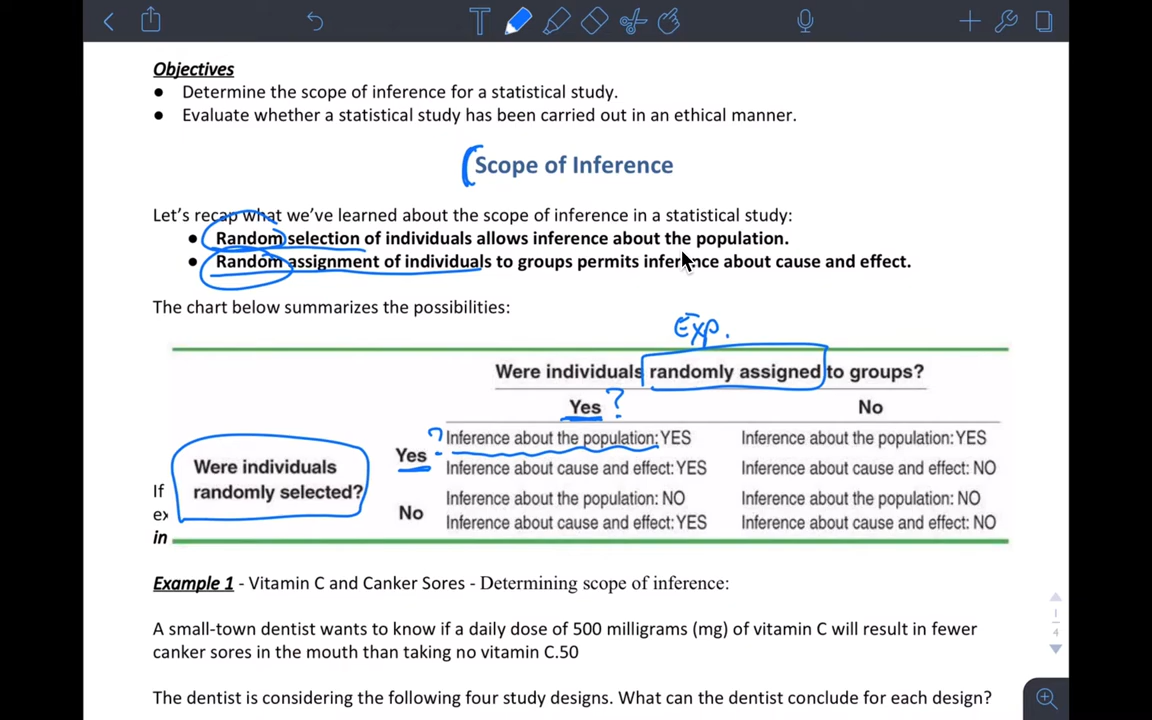 Objectives
● Determine the scope of inference for a statistical study.
● Evaluate whether a statistical study has been carried out in an ethical manner.
Scope of Inference
Let's recap what we've learned about the scope of inference in a statistical study:
● Random selection of individuals allows inference about the population.
● Random assignment of individuals to groups permits inference about cause and effect.
The chart below summarizes the possibilities:
Exp.
Were individuals randomly assigned to groups?
Yes ? No
Yes ? Inference about the population: YES Inference about the population: YES
Inference about cause and effect: YES Inference about cause and effect: NO
Were individuals
randomly selected?
No Inference about the population: NO Inference about the population: NO
Inference about cause and effect: YES Inference about cause and effect: NO
If
ex
in
Example 1 - Vitamin C and Canker Sores - Determining scope of inference:
A small-town dentist wants to know if a daily dose of 500 milligrams (mg) of vitamin C will result in fewer
canker sores in the mouth than taking no vitamin C.50
The dentist is considering the following four study designs. What can the dentist conclude for each design?
1
4